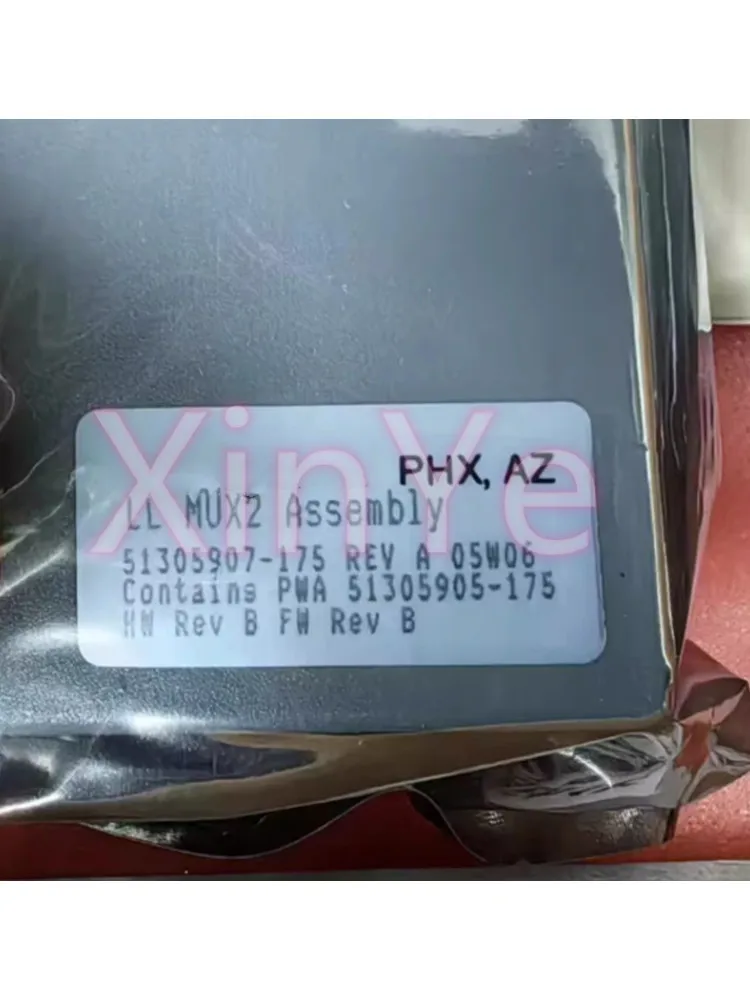 XinYe
PHX, AZ
LL MUX2 Assembly
51305907-175 REV A 05W06
Contains PWA 51305905-175
HW Rev B FW Rev B